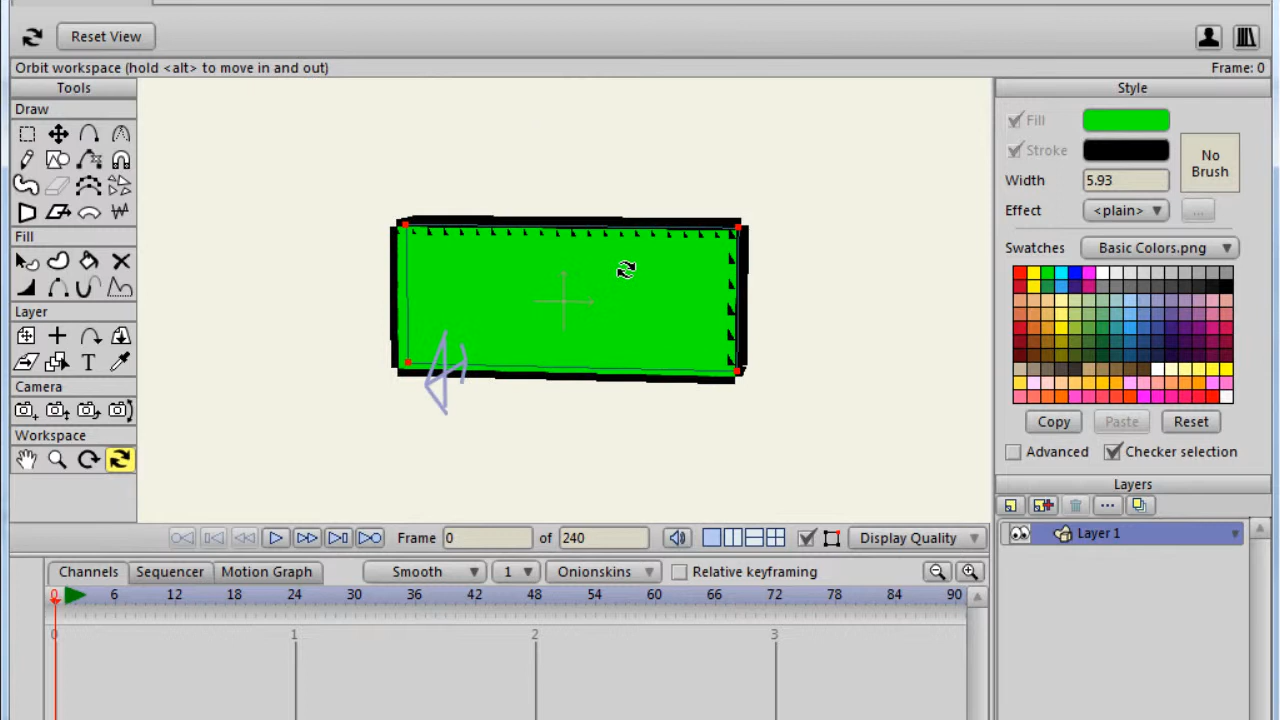 Reset View
Orbit workspace (hold <alt> to move in and out)
Frame: 0
Tools
Draw
Fill
Layer
T
Camera
Workspace
Style
Fill
Stroke
No
Brush
Width
5.93
Effect
<plain>
...
Swatches
Basic Colors.png
Copy
Paste
Reset
Advanced
Checker selection
Layers
Layer 1
Frame
0
of
240
Display Quality
Channels
Sequencer
Motion Graph
Smooth
1
Onionskins
Relative keyframing
0 6 12 18 24 30 36 42 48 54 60 66 72 78 84 90
0 1 2 3